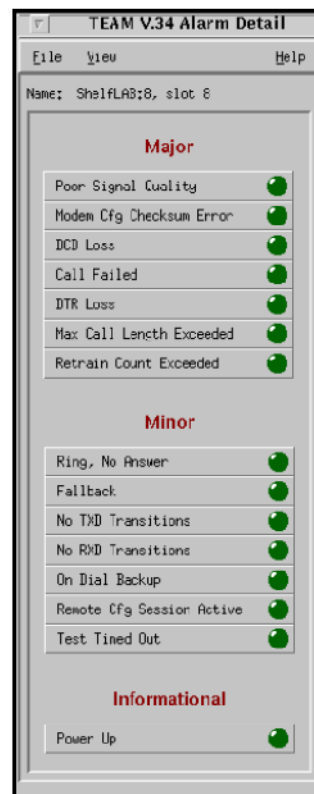 TEAM V.34 Alarm Detail
File View Help
Name: ShelfLAB:8, slot 8
Major
Poor Signal Quality
Modem Cfg Checksum Error
DCD Loss
Call Failed
DTR Loss
Max Call Length Exceeded
Retrain Count Exceeded
Minor
Ring, No Answer
Fallback
No TXD Transitions
No RXD Transitions
On Dial Backup
Remote Cfg Session Active
Test Timed Out
Informational
Power Up